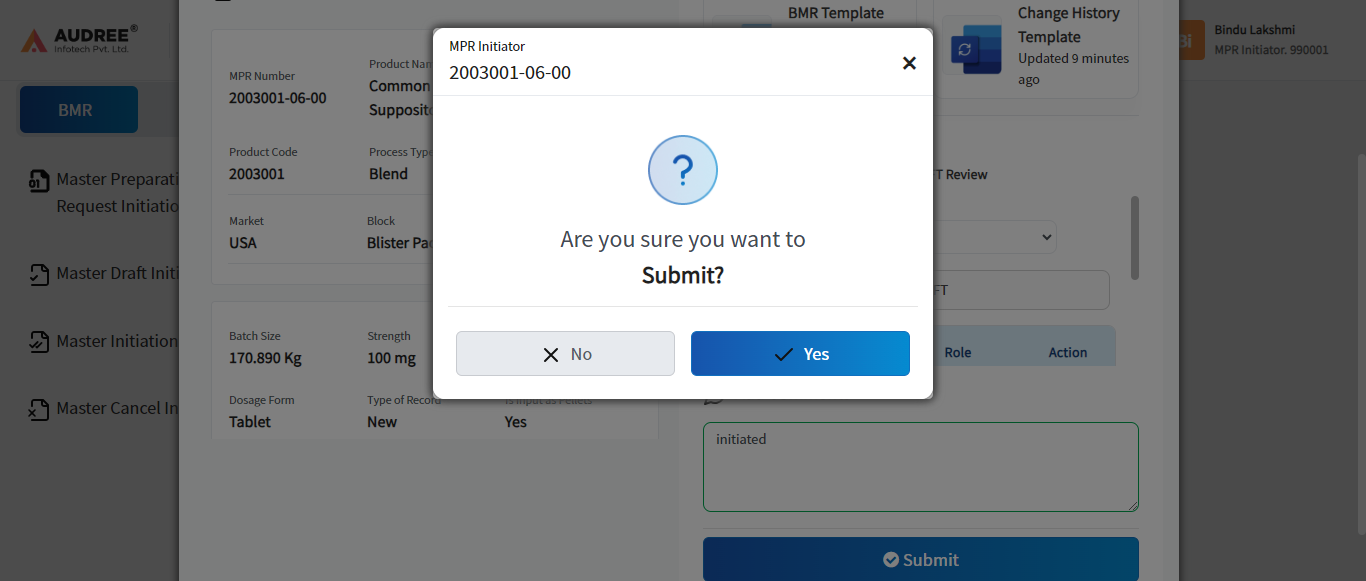 AUDREE®
Infotech Pvt. Ltd.
BMR
Master Preparati
Request Initiatio
Master Draft Initi
Master Initiation
Master Cancel In
MPR Number
2003001-06-00
Product Nam
Common
Supposito
Product Code
2003001
Process Type
Blend
Market
USA
Block
Blister Pac
Batch Size
170.890 Kg
Strength
100 mg
Dosage Form
Tablet
Type of Record
New
Is Input as Pellets
Yes
MPR Initiator
2003001-06-00
Are you sure you want to
Submit?
No
Yes
BMR Template
Change History
Template
Updated 9 minutes
ago
T Review
FT
Role
Action
initiated
Submit
Bi
Bindu Lakshmi
MPR Initiator. 990001